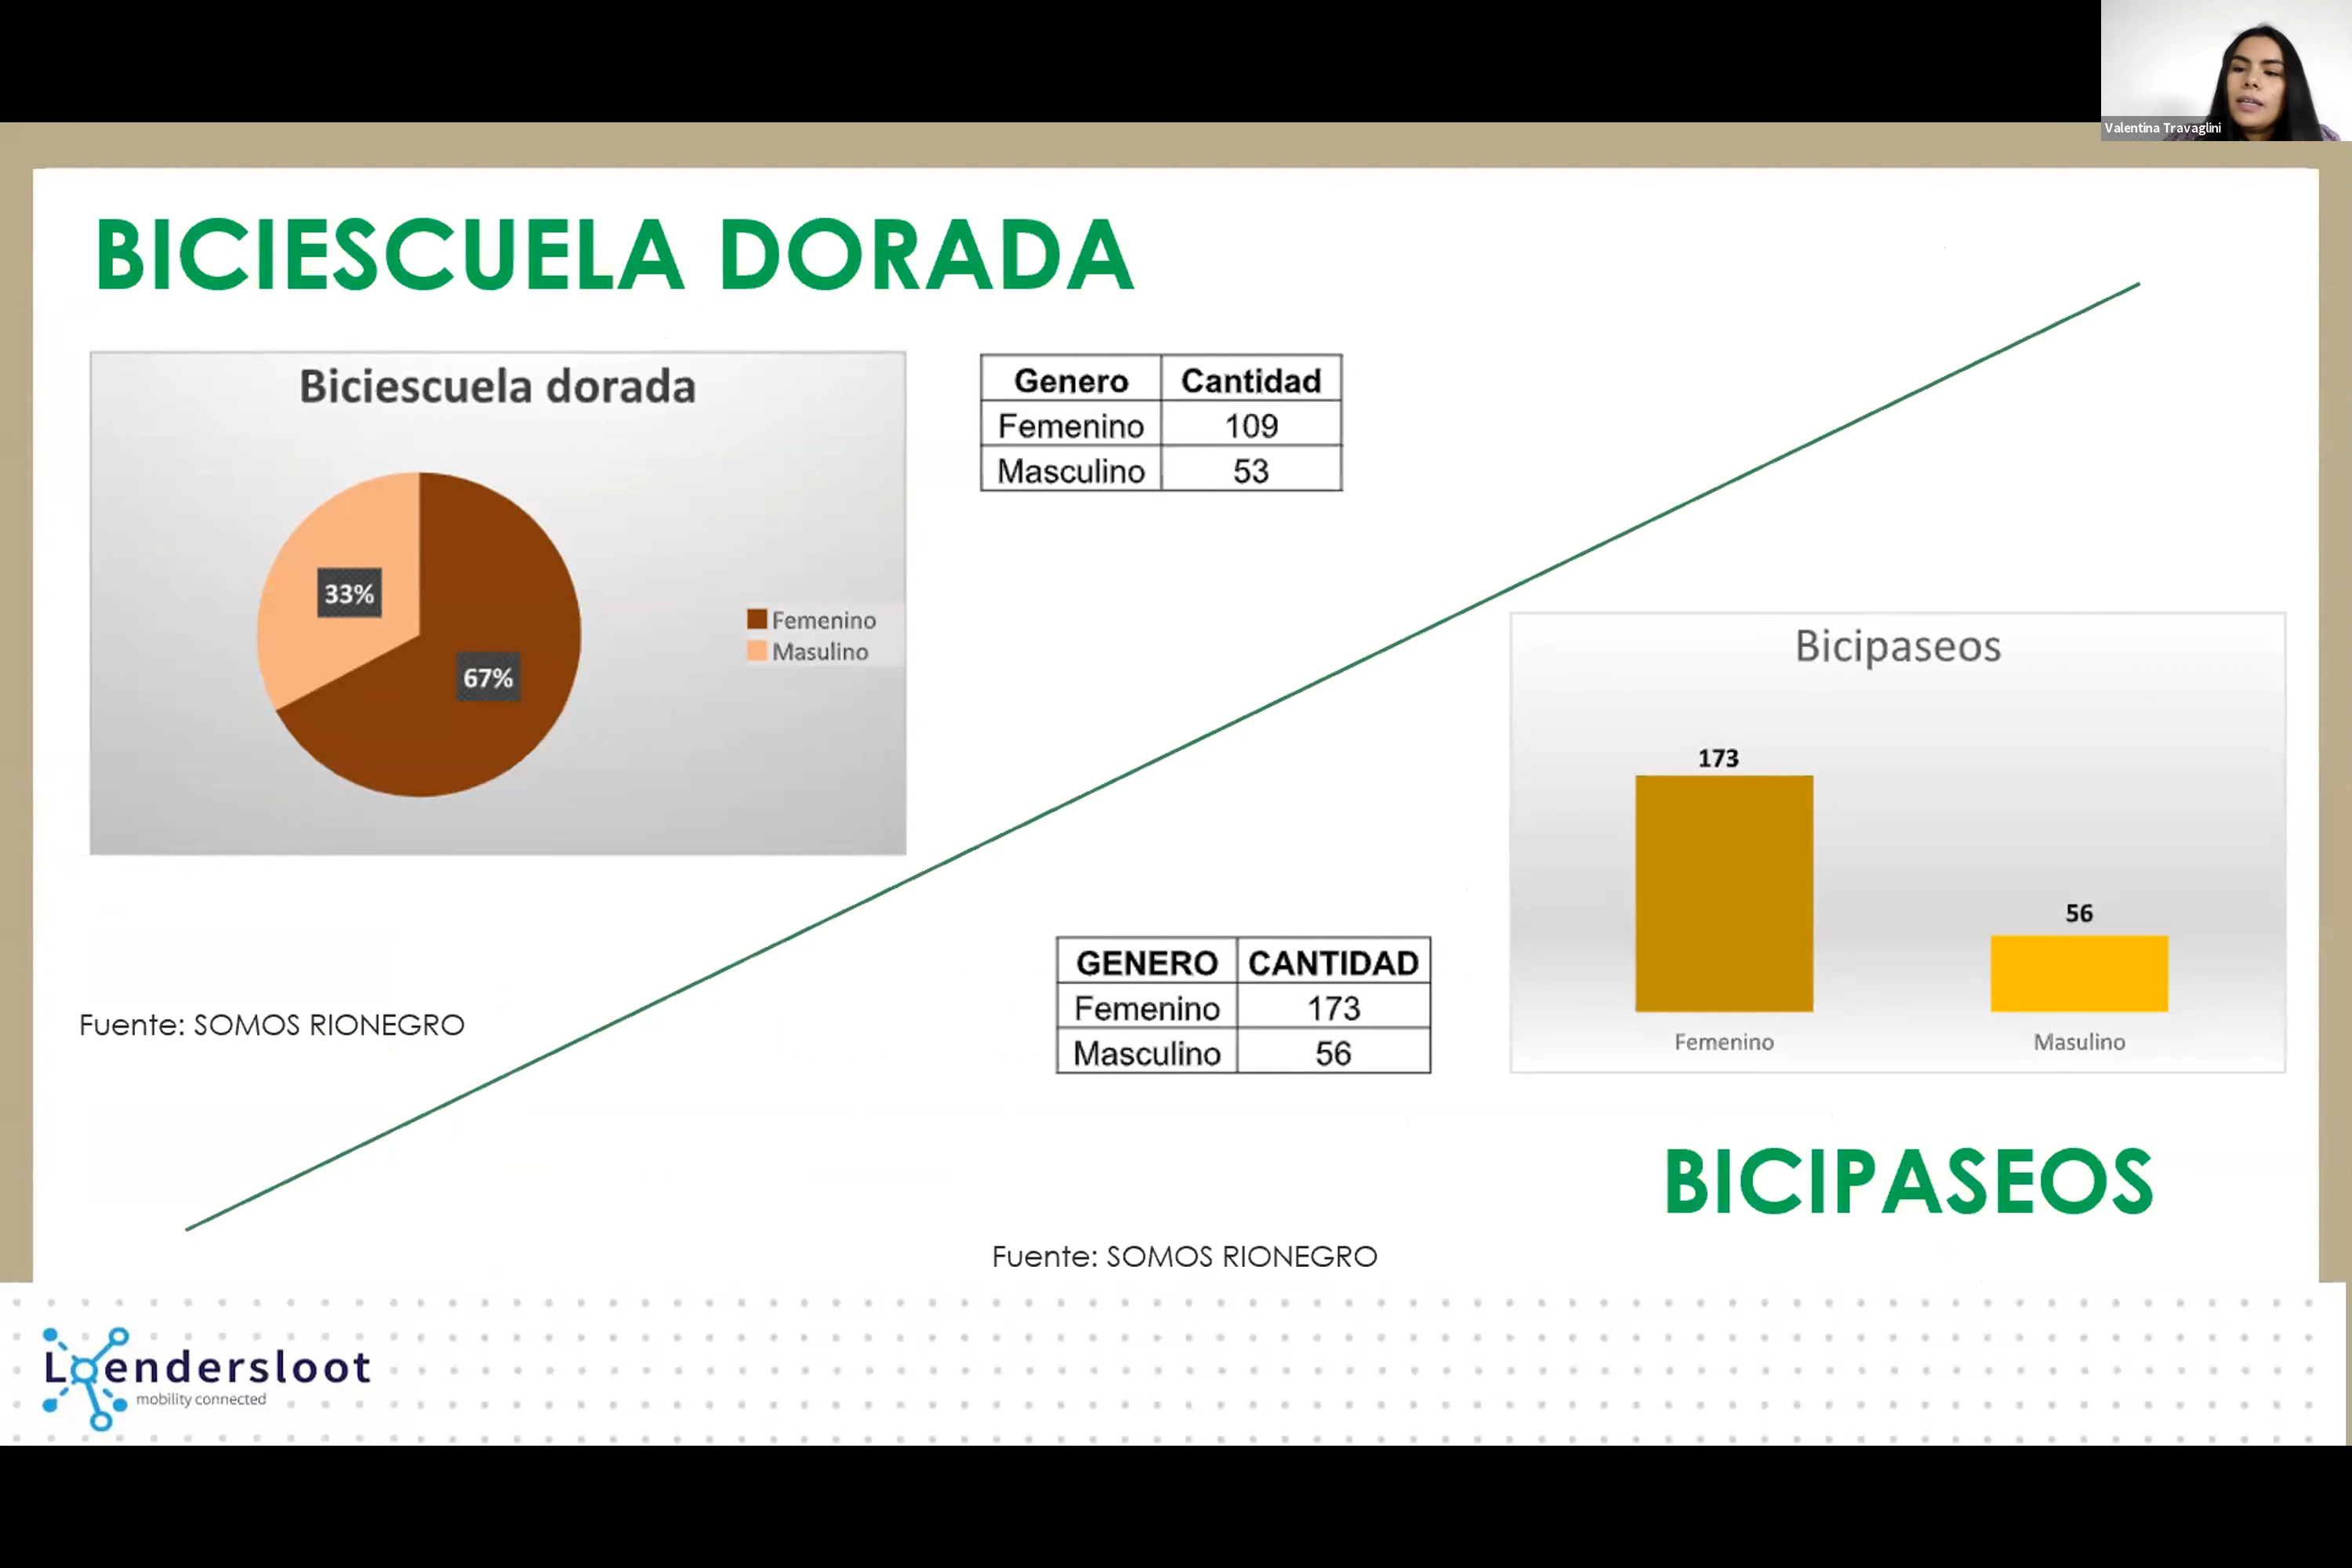 Valentina Travaglini
BICIESCUELA DORADA
Biciescuela dorada
33%
67%
Femenino
Masulino
Genero Cantidad
Femenino 109
Masculino 53
Fuente: SOMOS RIONEGRO
Bicipaseos
173
56
Femenino Masulino
GENERO CANTIDAD
Femenino 173
Masculino 56
BICIPASEOS
Fuente: SOMOS RIONEGRO
Loendersloot
mobility connected